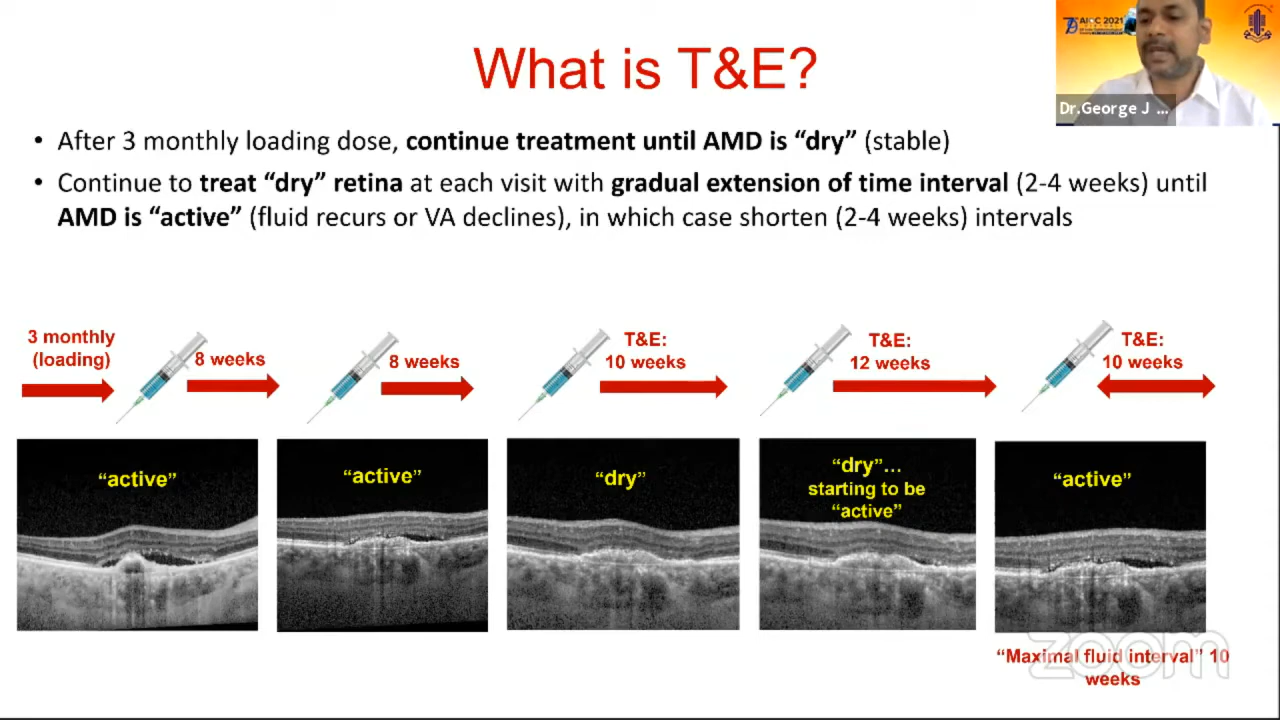 What is T&E?
AIOC 2021
Dr.George J ...
• After 3 monthly loading dose, continue treatment until AMD is “dry” (stable)
• Continue to treat “dry” retina at each visit with gradual extension of time interval (2-4 weeks) until
AMD is “active” (fluid recurs or VA declines), in which case shorten (2-4 weeks) intervals
3 monthly
(loading)
8 weeks
8 weeks
T&E:
10 weeks
T&E:
12 weeks
T&E:
10 weeks
“active”
“active”
“dry”
“dry”...
starting to be
“active”
“active”
zoom
“Maximal fluid interval” 10
weeks